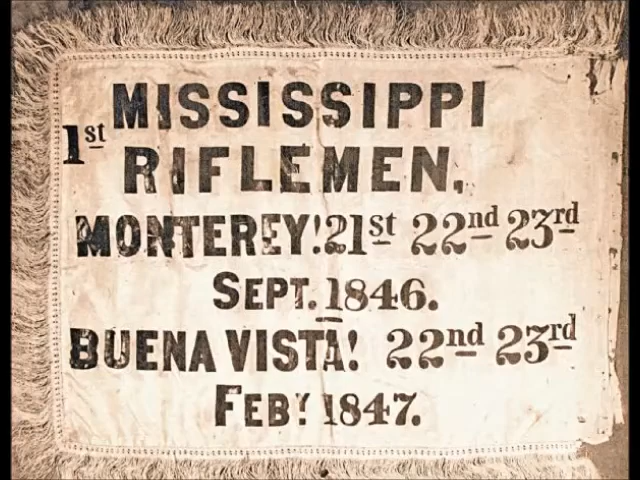 MISSISSIPPI
1st
RIFLEMEN,
MONTEREY! 21st 22nd 23rd
SEPT. 1846.
BUENA VISTA! 22nd 23rd
FEBY. 1847.